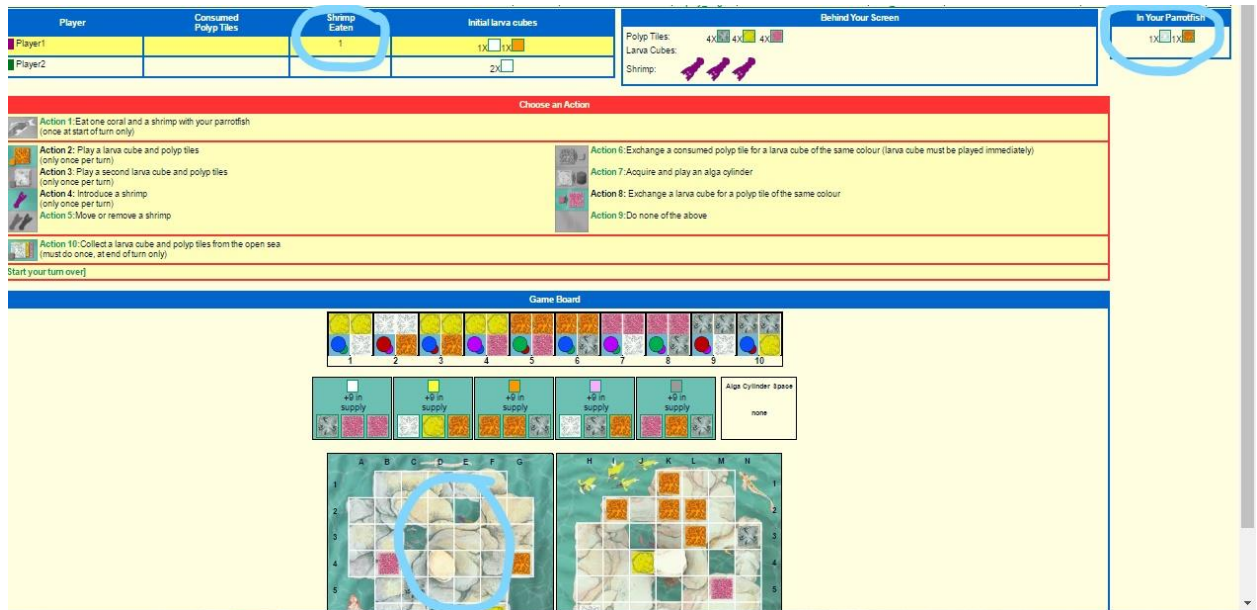 Player
Consumed
Polyp Tiles
Shrimp
Eaten
Initial larva cubes
Player1
1
1X 1X
Player2
2X
Behind Your Screen
Polyp Tiles: 4X 4X 4X
Larva Cubes:
Shrimp:
In Your Parrotfish
1X 1X
Choose an Action
Action 1:Eat one coral and a shrimp with your parrotfish
(once at start of turn only)
Action 2: Play a larva cube and polyp tiles
(only once per turn)
Action 3: Play a second larva cube and polyp tiles
(only once per turn)
Action 4: Introduce a shrimp
(only once per turn)
Action 5:Move or remove a shrimp
Action 6:Exchange a consumed polyp tile for a larva cube of the same colour (larva cube must be played immediately)
Action 7:Acquire and play an alga cylinder
Action 8: Exchange a larva cube for a polyp tile of the same colour
Action 9:Do none of the above
Action 10:Collect a larva cube and polyp tiles from the open sea
(must do once, at end of turn only)
Start your turn over]
Game Board
1 2 3 4 5 6 7 8 9 10
+9 in
supply
+9 in
supply
+9 in
supply
+9 in
supply
+9 in
supply
Alga Cylinder Space
none
A B C D E F G
1
2
3
4
5
H I J K L M N
1
2
3
4
5